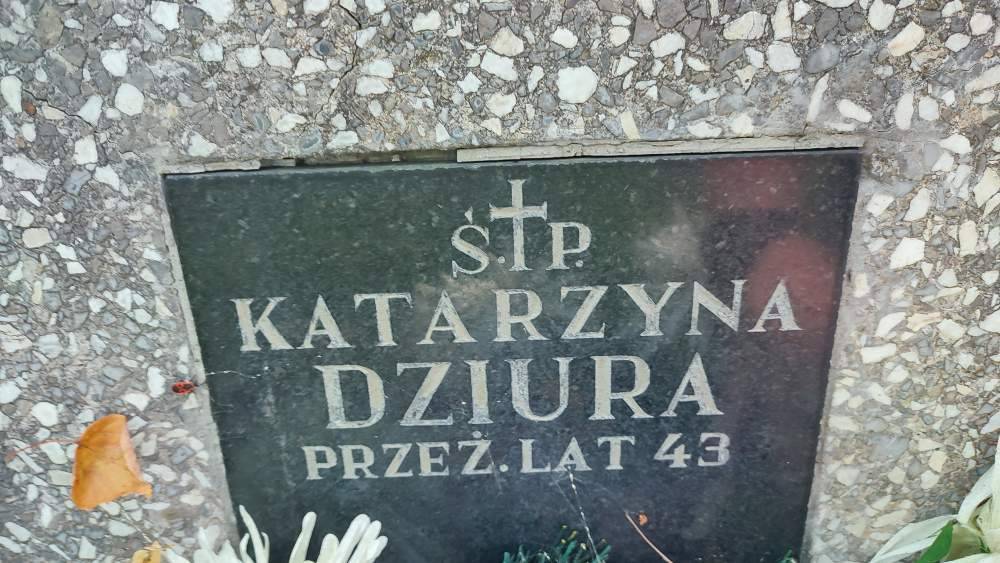 Ś.†P.
KATARZYNA
DZIURA
PRZEŻ. LAT 43